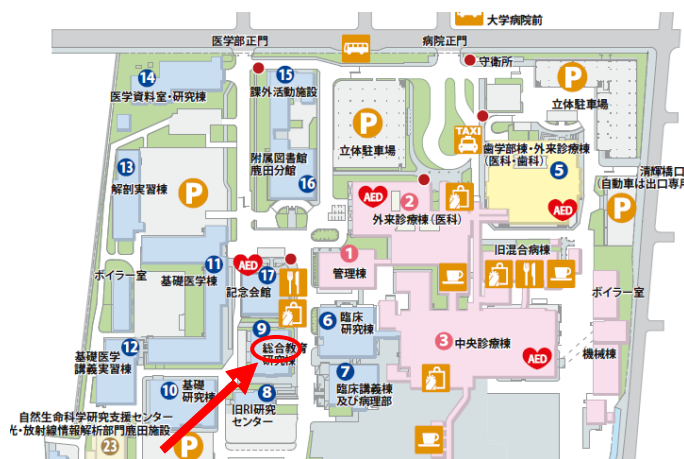 大学病院前
医学部正門
病院正門
守衛所
14
医学資料室・研究棟
15
課外活動施設
P
立体駐車場
P
立体駐車場
TAXI
歯学部棟・外来診療棟
(医科・歯科)
5
AED
清輝橋口
(自動車は出口専用
P
附属図書館
鹿田分館
16
13
解剖実習棟
P
2
外来診療棟(医科)
AED
1
管理棟
旧混合病棟
11
基礎医学棟
ボイラー室
AED
17
記念会館
ボイラー室
9
総合教育
研究棟
6
臨床
研究棟
3 中央診療棟
AED
機械棟
12
基礎医学
講義実習棟
10 基礎
研究棟
8
旧RI研究
センター
7
臨床講義棟
及び病理部
自然生命科学研究支援センター
光・放射線情報解析部門鹿田施設
23
P